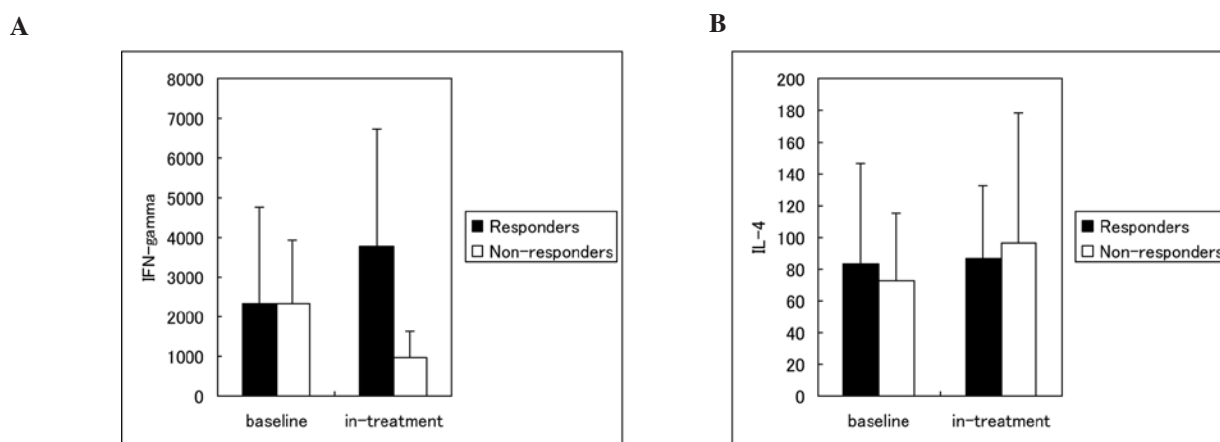 A
IFN-gamma
8000
7000
6000
5000
4000
3000
2000
1000
0
baseline in-treatment
Responders
Non-responders
B
IL-4
200
180
160
140
120
100
80
60
40
20
0
baseline in-treatment
Responders
Non-responders